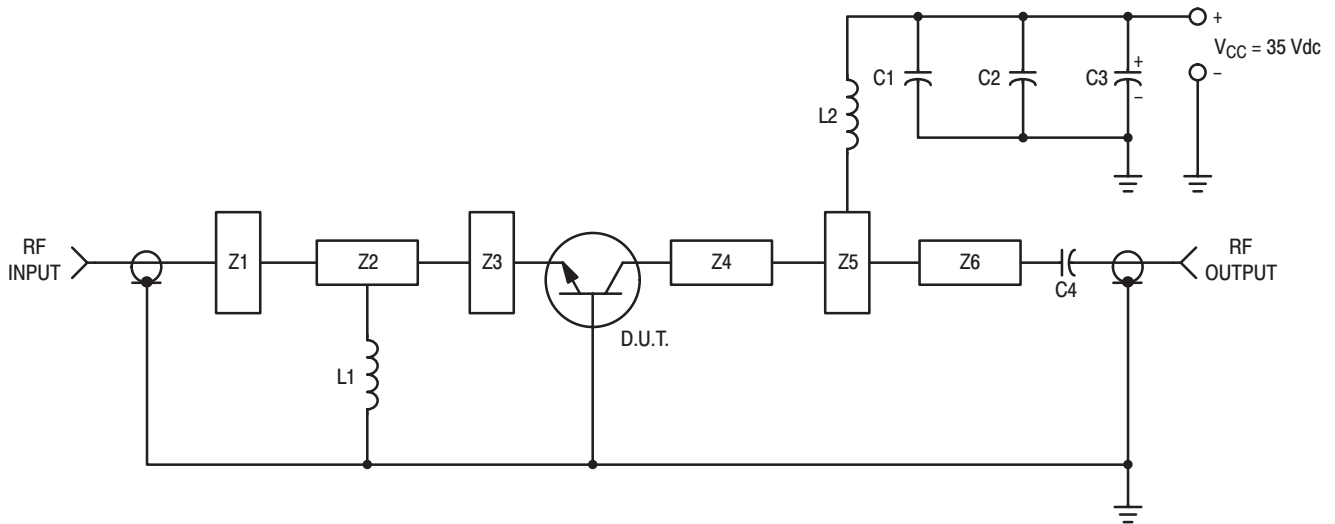 +
V_CC = 35 Vdc
–
C1
C2
C3
+
–
L2
RF
INPUT
Z1
Z2
Z3
Z4
Z5
Z6
C4
RF
OUTPUT
D.U.T.
L1